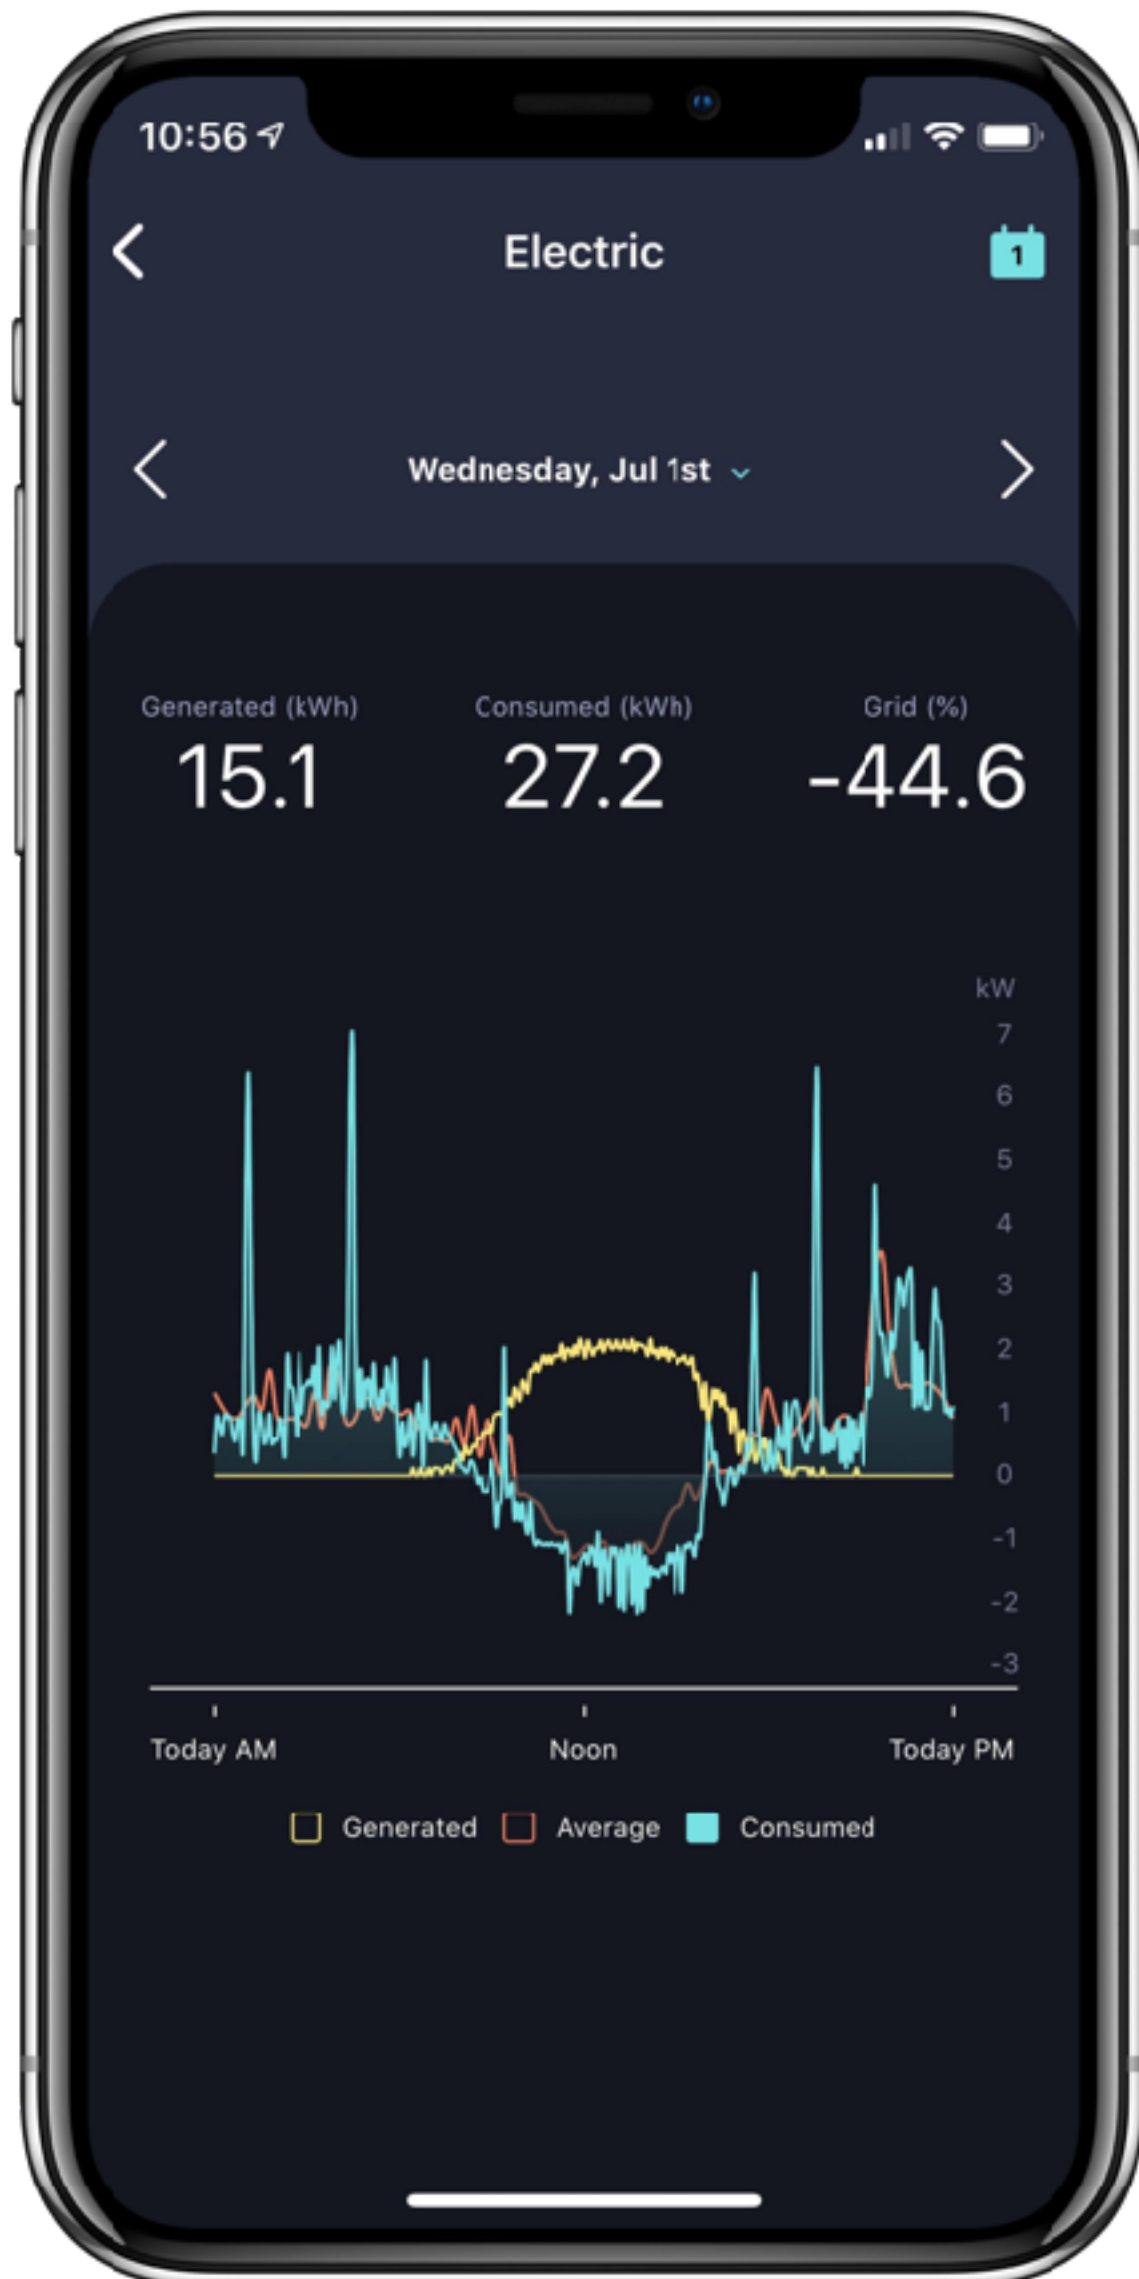 10:56
Electric
1
Wednesday, Jul 1st
Generated (kWh) Consumed (kWh) Grid (%)
15.1 27.2 -44.6
kW
7
6
5
4
3
2
1
0
-1
-2
-3
Today AM Noon Today PM
Generated Average Consumed